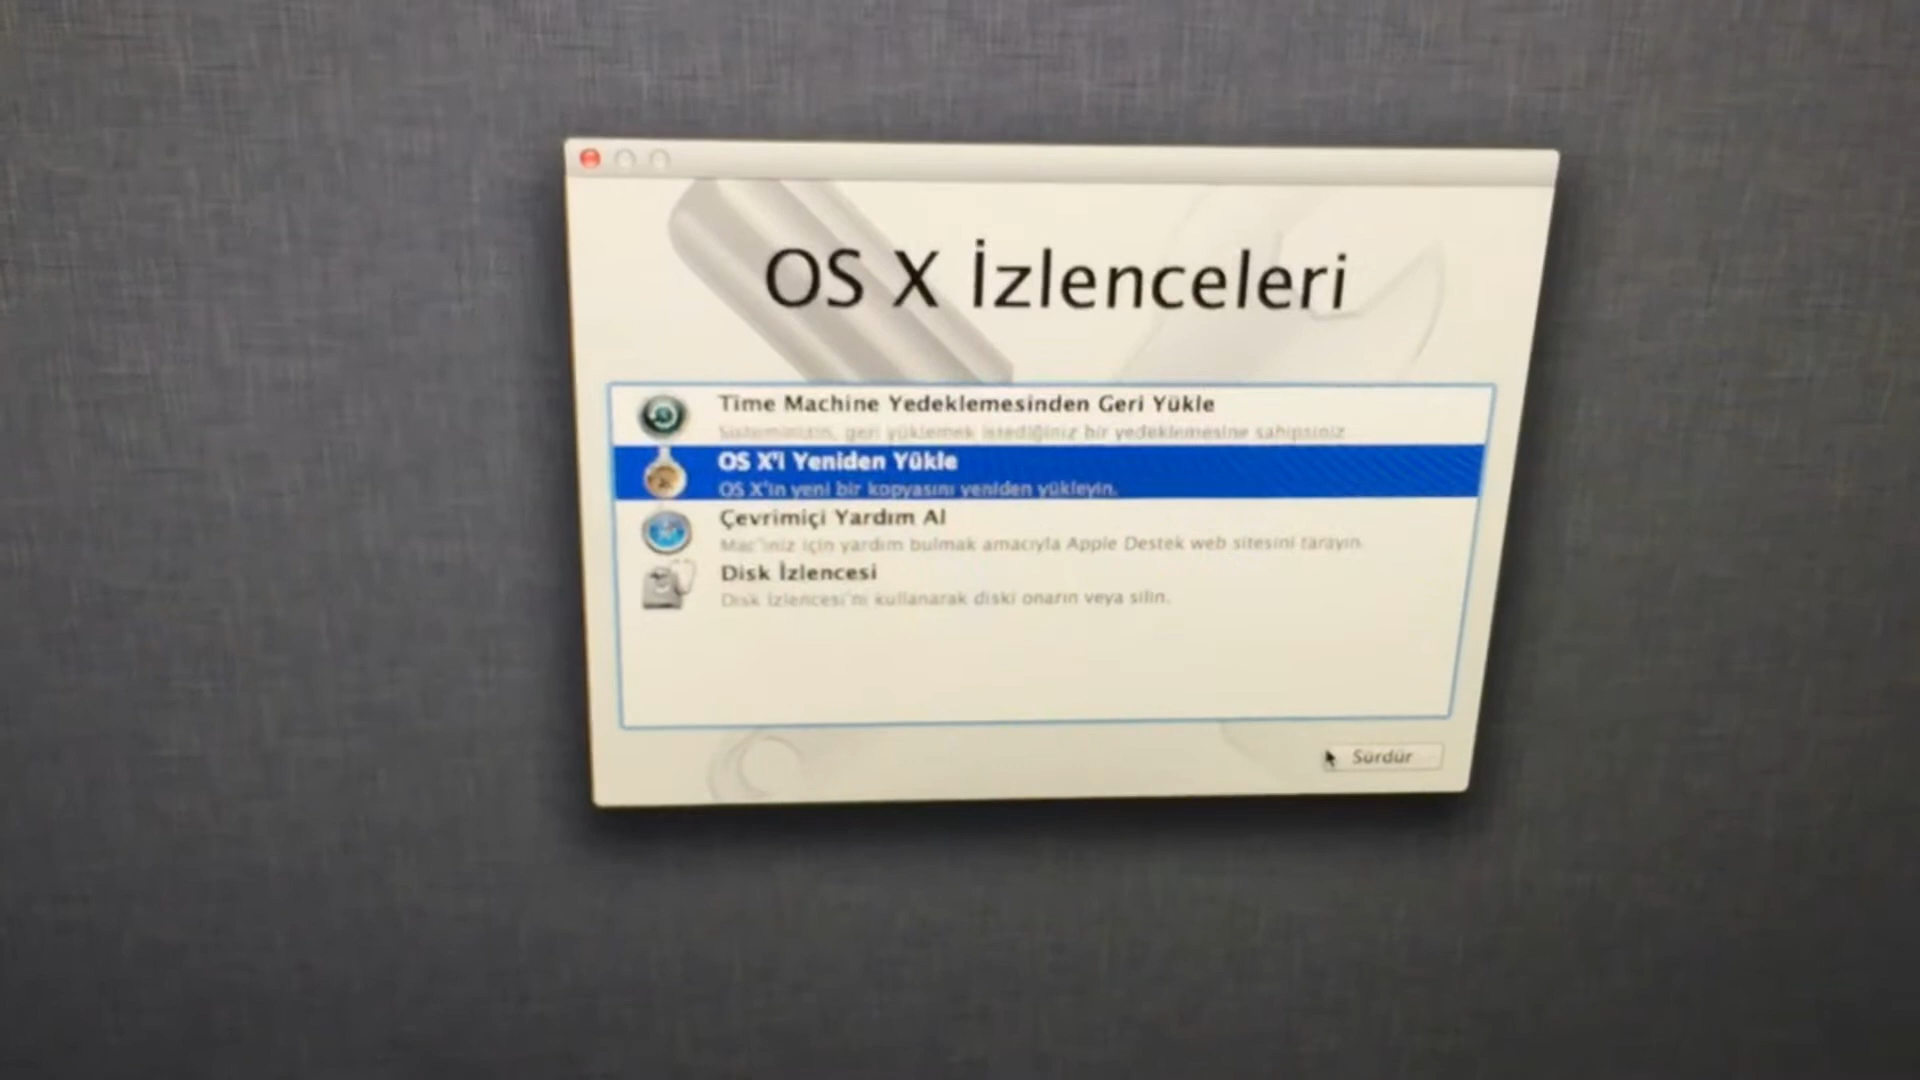 OS X İzlenceleri
Time Machine Yedeklemesinden Geri Yükle
Sisteminizin, geri yüklemek istediğiniz bir yedeklemesine sahipsiniz
OS X'i Yeniden Yükle
OS X'in yeni bir kopyasını yeniden yükleyin.
Çevrimiçi Yardım Al
Mac'iniz için yardım bulmak amacıyla Apple Destek web sitesini tarayın.
Disk İzlencesi
Disk İzlencesi'ni kullanarak diski onarın veya silin.
Sürdür